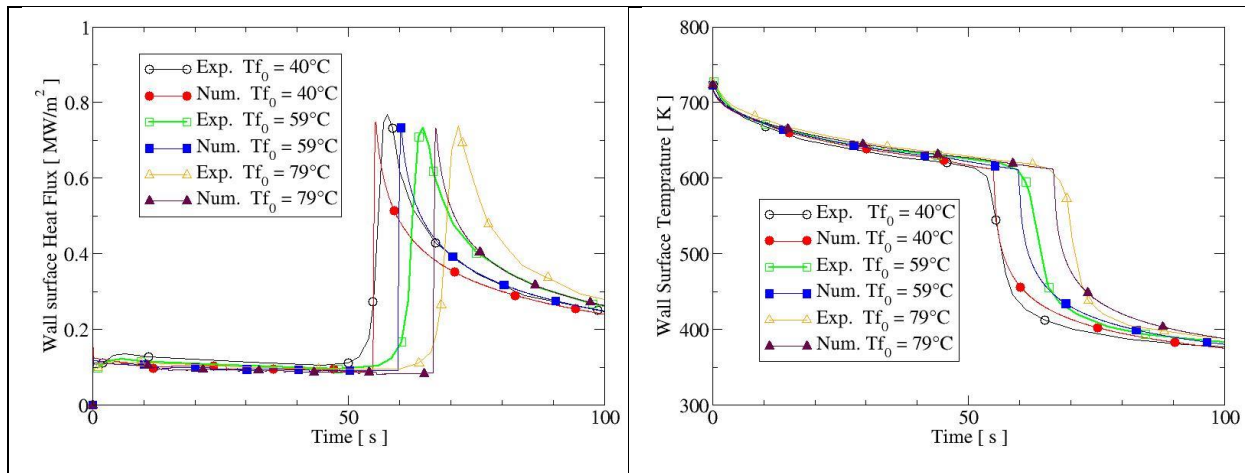 Wall surface Heat Flux [ MW/m²]
1
0.8
0.6
0.4
0.2
0
Exp. Tf₀ = 40°C
Num. Tf₀ = 40°C
Exp. Tf₀ = 59°C
Num. Tf₀ = 59°C
Exp. Tf₀ = 79°C
Num. Tf₀ = 79°C
0
50
100
Time [ s ]
Wall Surface Temprature [ K ]
800
700
600
500
400
300
Exp. Tf₀ = 40°C
Num. Tf₀ = 40°C
Exp. Tf₀ = 59°C
Num. Tf₀ = 59°C
Exp. Tf₀ = 79°C
Num. Tf₀ = 79°C
0
50
100
Time [ s ]